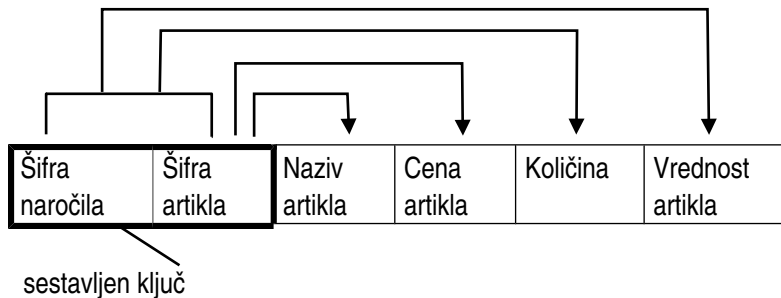 Šifra naročila
Šifra artikla
Naziv artikla
Cena artikla
Količina
Vrednost artikla
sestavljen ključ